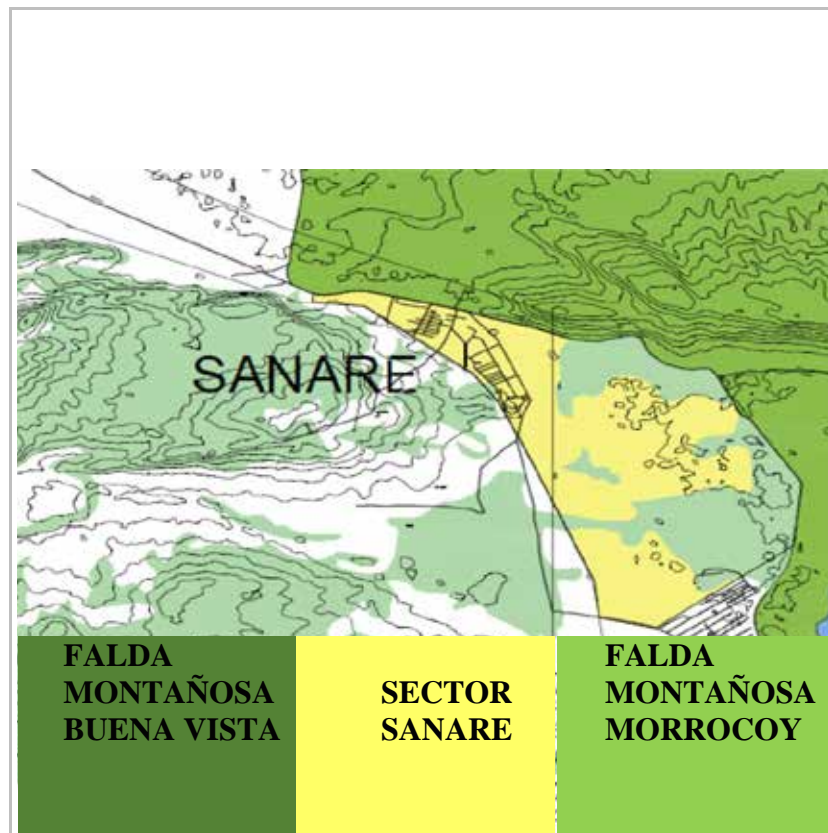 SANARE
FALDA
MONTAÑOSA
BUENA VISTA
SECTOR
SANARE
FALDA
MONTAÑOSA
MORROCOY